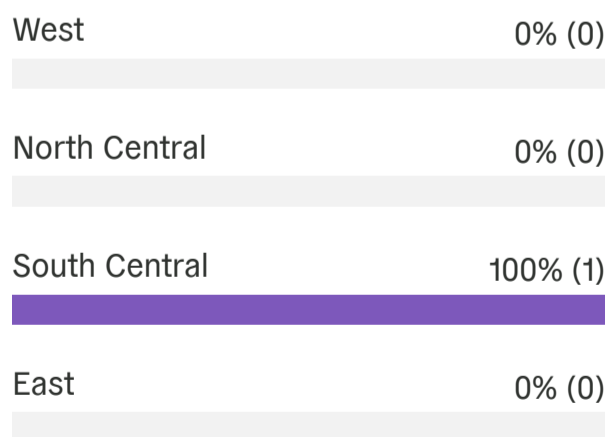 West 0% (0)
North Central 0% (0)
South Central 100% (1)
East 0% (0)